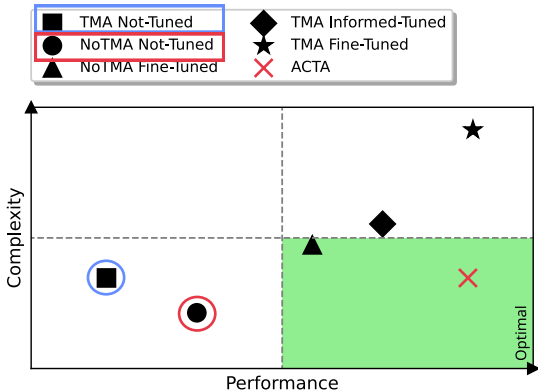 TMA Not-Tuned
NoTMA Not-Tuned
NoTMA Fine-Tuned
TMA Informed-Tuned
TMA Fine-Tuned
ACTA
Complexity
Optimal
Performance